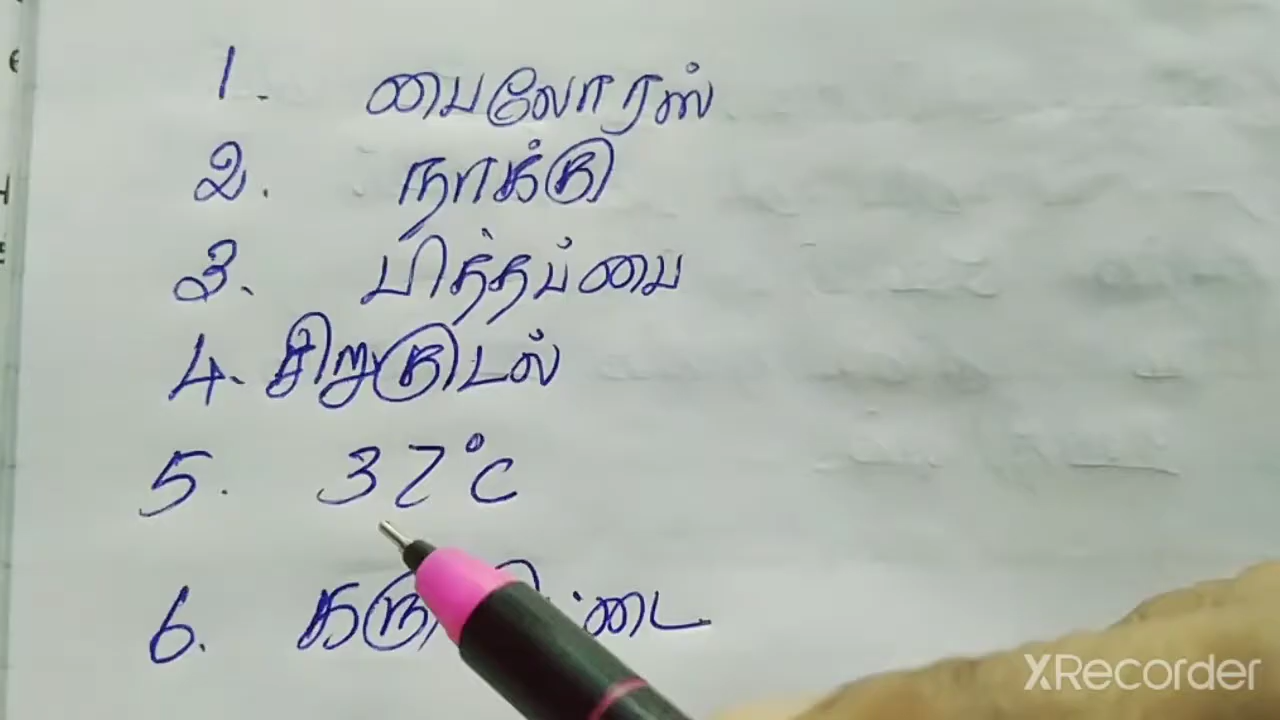 1. பைலோரஸ்
2. நாக்கு
3. பித்தப்பை
4. சிறுகுடல்
5. 37°C
6.
XRecorder